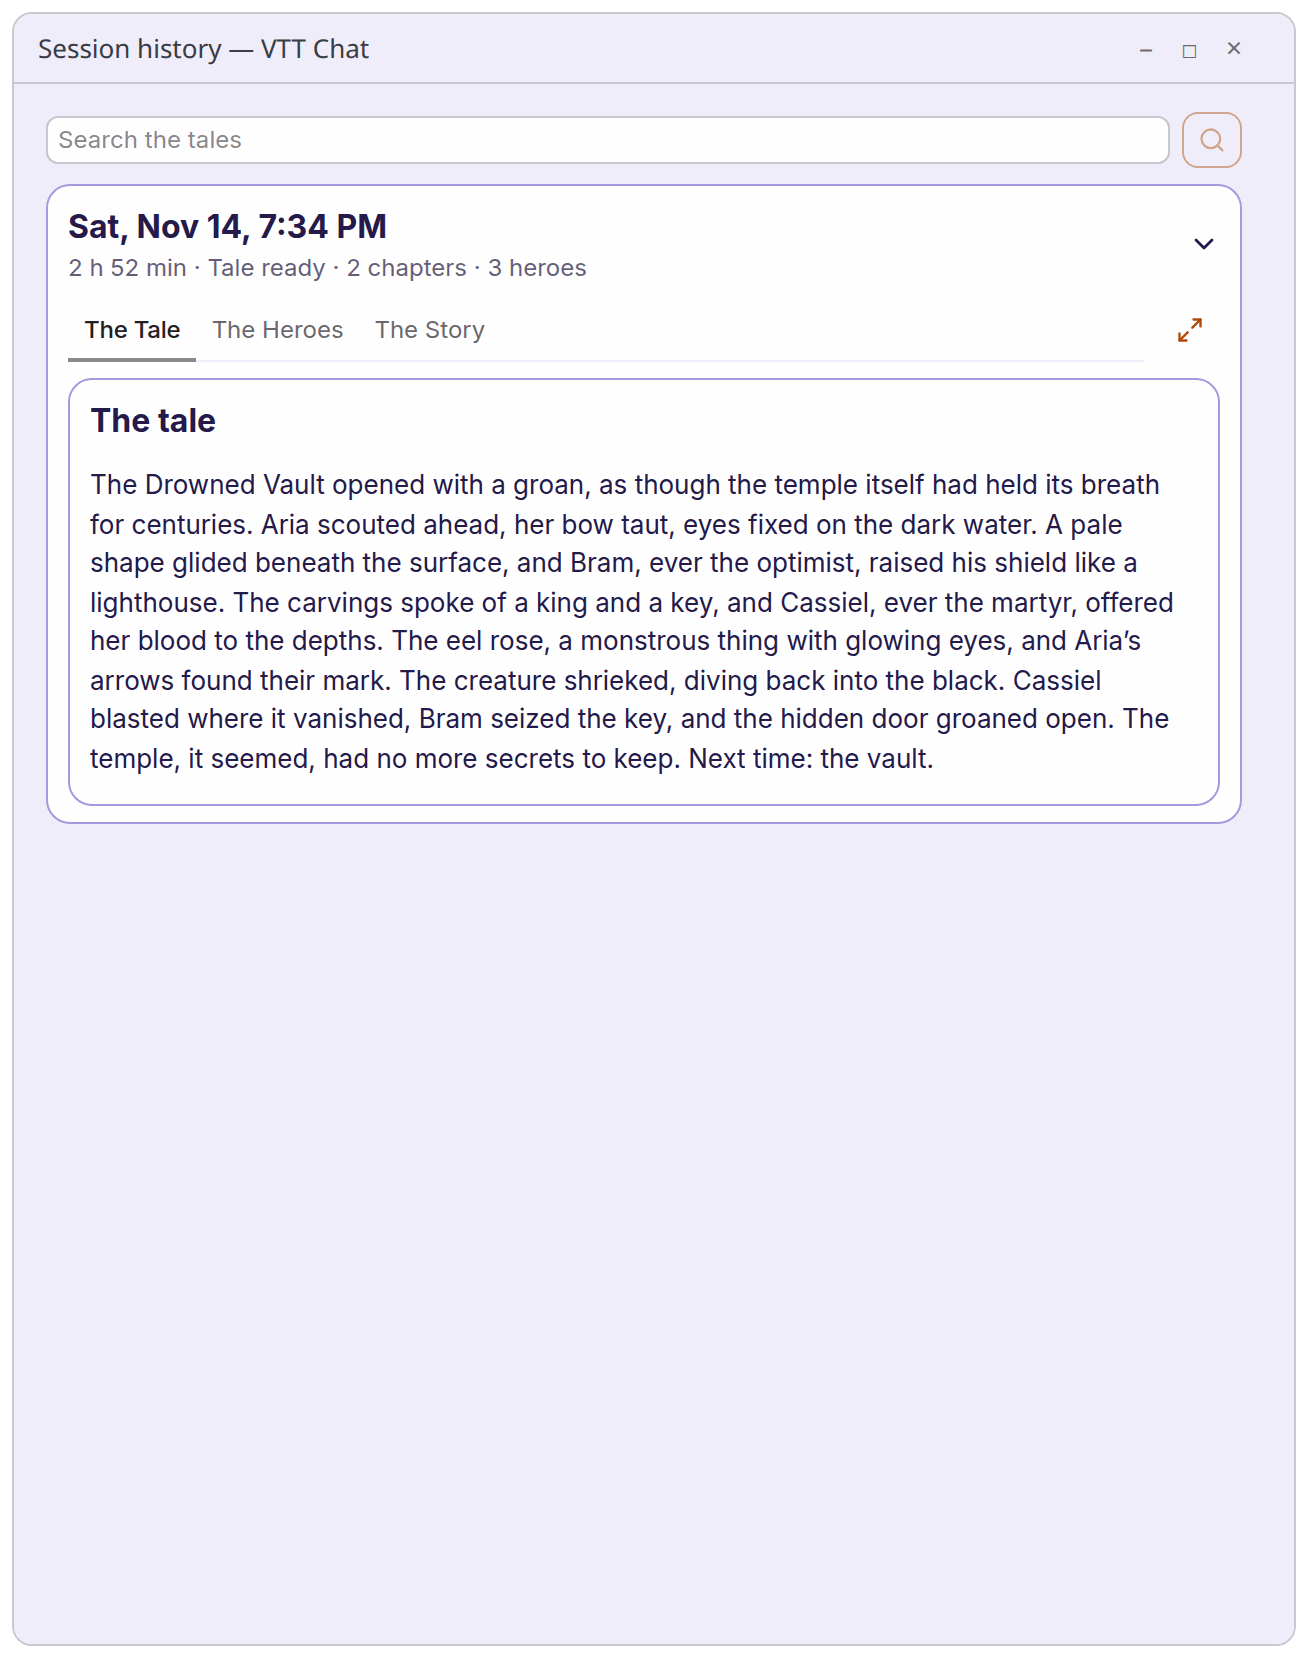 Session history — VTT Chat
Search the tales
Sat, Nov 14, 7:34 PM
2 h 52 min · Tale ready · 2 chapters · 3 heroes
The Tale The Heroes The Story
The tale
The Drowned Vault opened with a groan, as though the temple itself had held its breath
for centuries. Aria scouted ahead, her bow taut, eyes fixed on the dark water. A pale
shape glided beneath the surface, and Bram, ever the optimist, raised his shield like a
lighthouse. The carvings spoke of a king and a key, and Cassiel, ever the martyr, offered
her blood to the depths. The eel rose, a monstrous thing with glowing eyes, and Aria’s
arrows found their mark. The creature shrieked, diving back into the black. Cassiel
blasted where it vanished, Bram seized the key, and the hidden door groaned open. The
temple, it seemed, had no more secrets to keep. Next time: the vault.